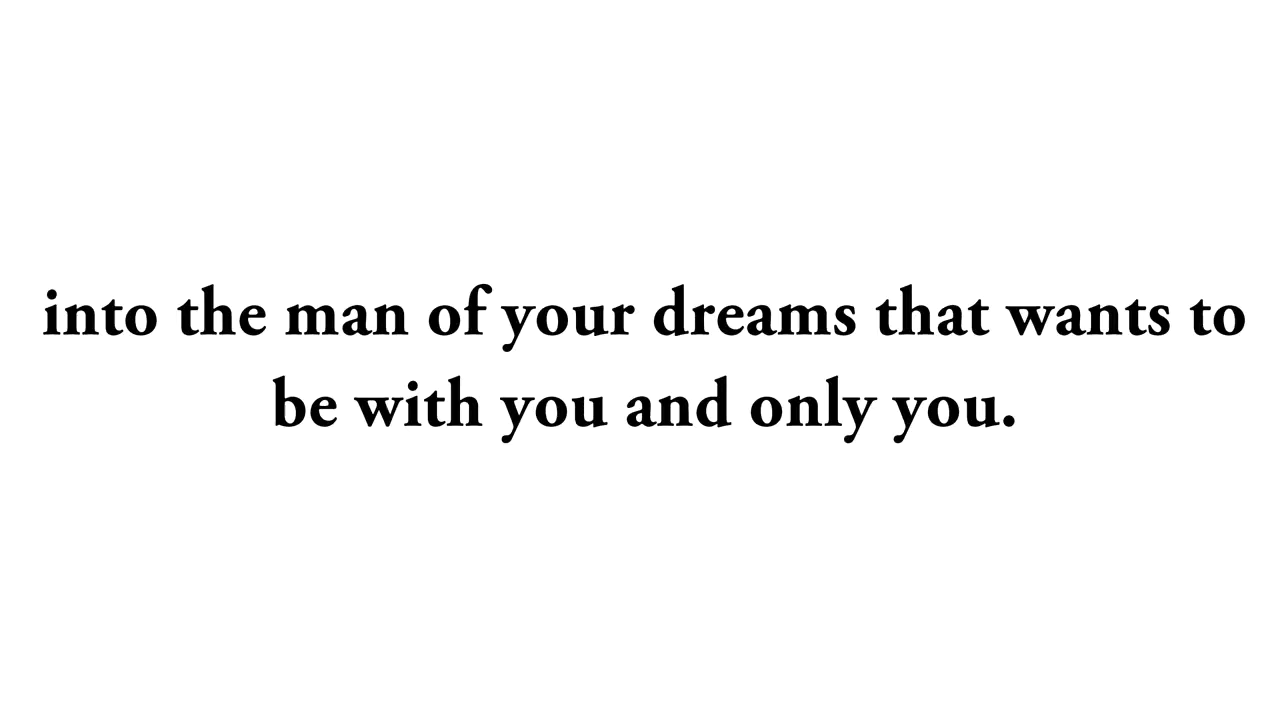 into the man of your dreams that wants to
be with you and only you.